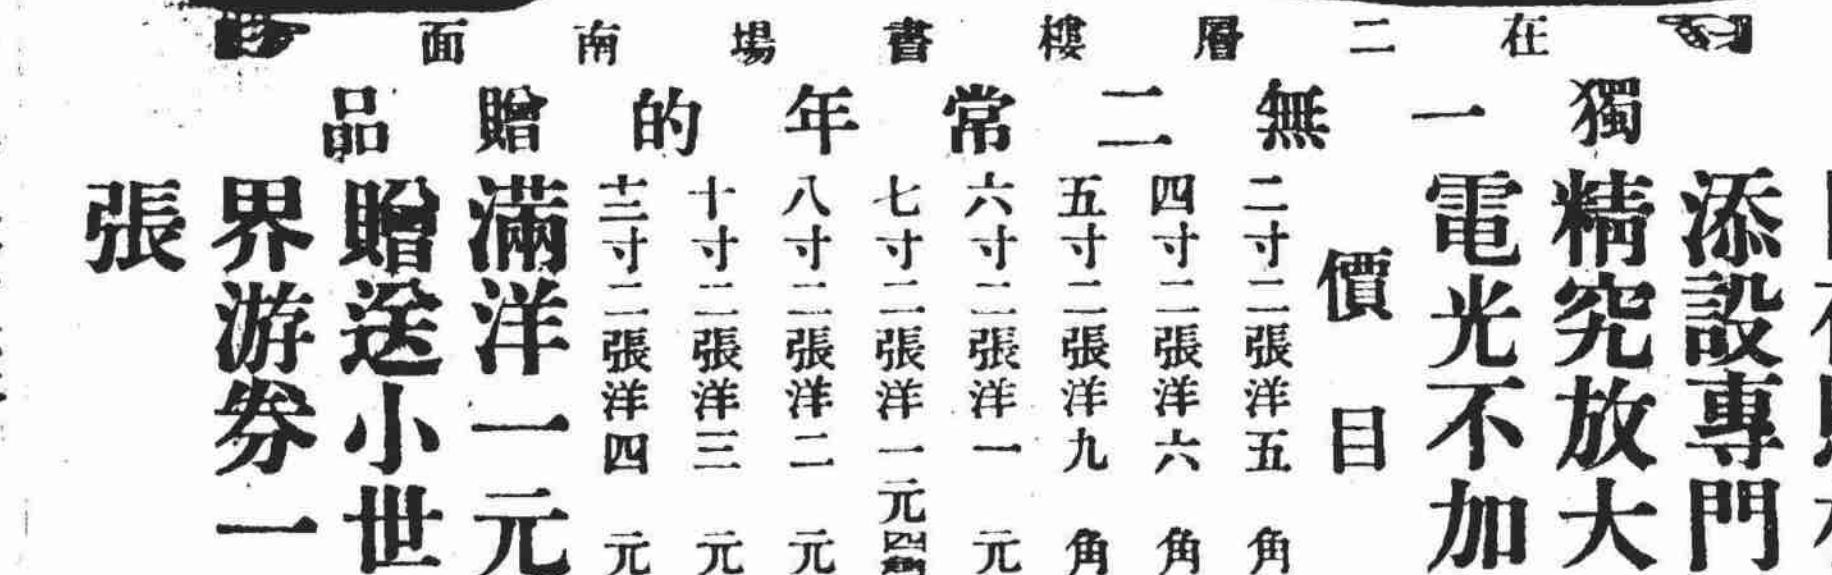 在二層樓書場南面
獨一無二常年的贈品
添設專門
精究放大
電光不加
價目
二寸二張洋五角
四寸二張洋六角
五寸二張洋九角
六寸二張洋一元
七寸二張洋一元四角
八寸二張洋二元
十寸二張洋三元
十二寸二張洋四元
滿洋一元
贈送小世
界游券一
張